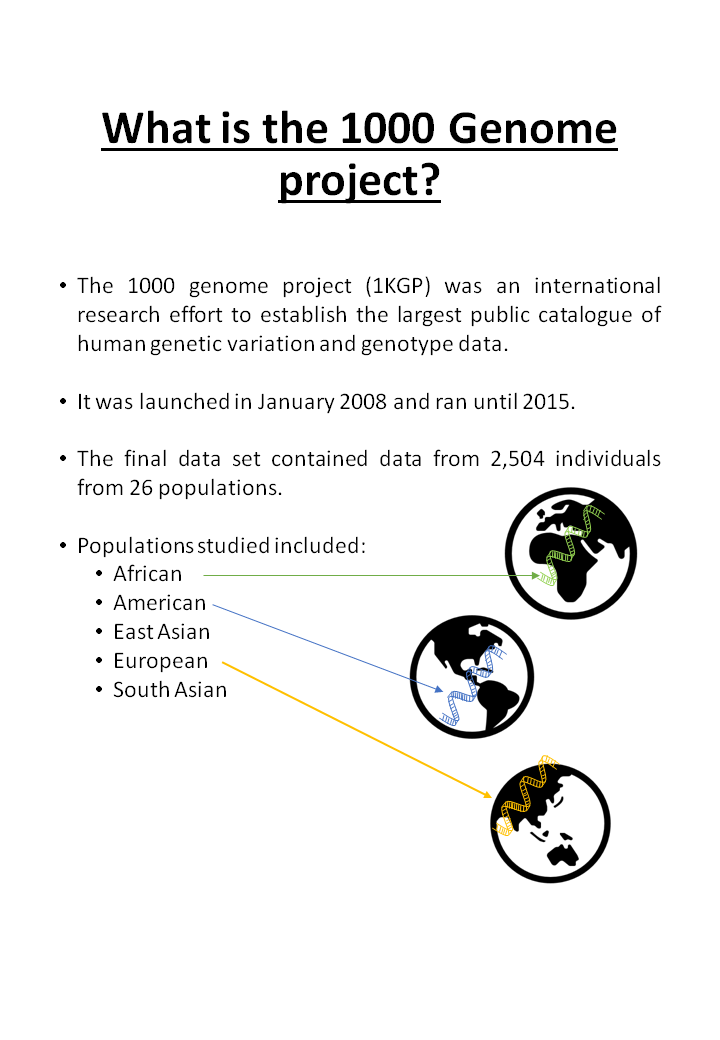 What is the 1000 Genome
project?
• The 1000 genome project (1KGP) was an international
research effort to establish the largest public catalogue of
human genetic variation and genotype data.
• It was launched in January 2008 and ran until 2015.
• The final data set contained data from 2,504 individuals
from 26 populations.
• Populations studied included:
• African
• American
• East Asian
• European
• South Asian